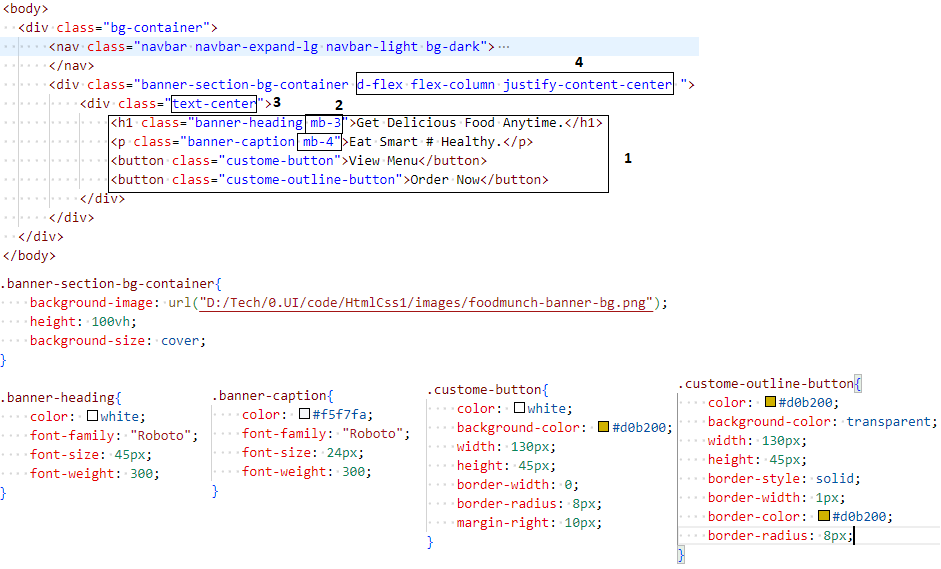 <body>
<div class="bg-container">
<nav class="navbar navbar-expand-lg navbar-light bg-dark">…
</nav>
4
<div class="banner-section-bg-container d-flex flex-column justify-content-center ">
<div class="text-center">3
2
<h1 class="banner-heading mb-3">Get Delicious Food Anytime.</h1>
<p class="banner-caption mb-4">Eat Smart # Healthy.</p>
<button class="custome-button">View Menu</button>
1
<button class="custome-outline-button">Order Now</button>
</div>
</div>
</div>
</body>
.banner-section-bg-container{
background-image: url("D:/Tech/0.UI/code/HtmlCss1/images/foodmunch-banner-bg.png");
height: 100vh;
background-size: cover;
}
.banner-heading{
color: white;
font-family: "Roboto";
font-size: 45px;
font-weight: 300;
}
.banner-caption{
color: #f5f7fa;
font-family: "Roboto";
font-size: 24px;
font-weight: 300;
}
.custome-button{
color: white;
background-color: #d0b200;
width: 130px;
height: 45px;
border-width: 0;
border-radius: 8px;
margin-right: 10px;
}
.custome-outline-button{
color: #d0b200;
background-color: transparent;
width: 130px;
height: 45px;
border-style: solid;
border-width: 1px;
border-color: #d0b200;
border-radius: 8px;
}